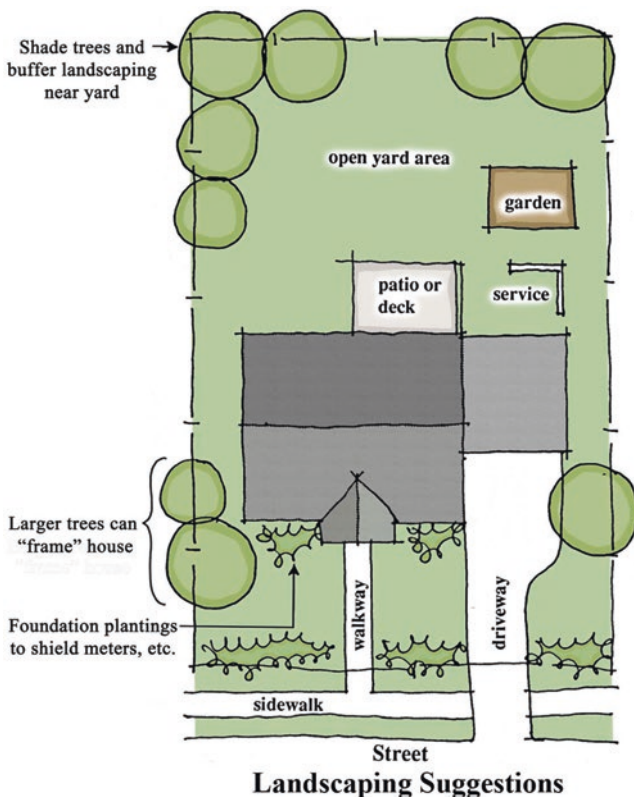 Shade trees and
buffer landscaping
near yard
open yard area
garden
patio or
deck
service
Larger trees can
“frame” house
Foundation plantings
to shield meters, etc.
walkway
driveway
sidewalk
Street
Landscaping Suggestions